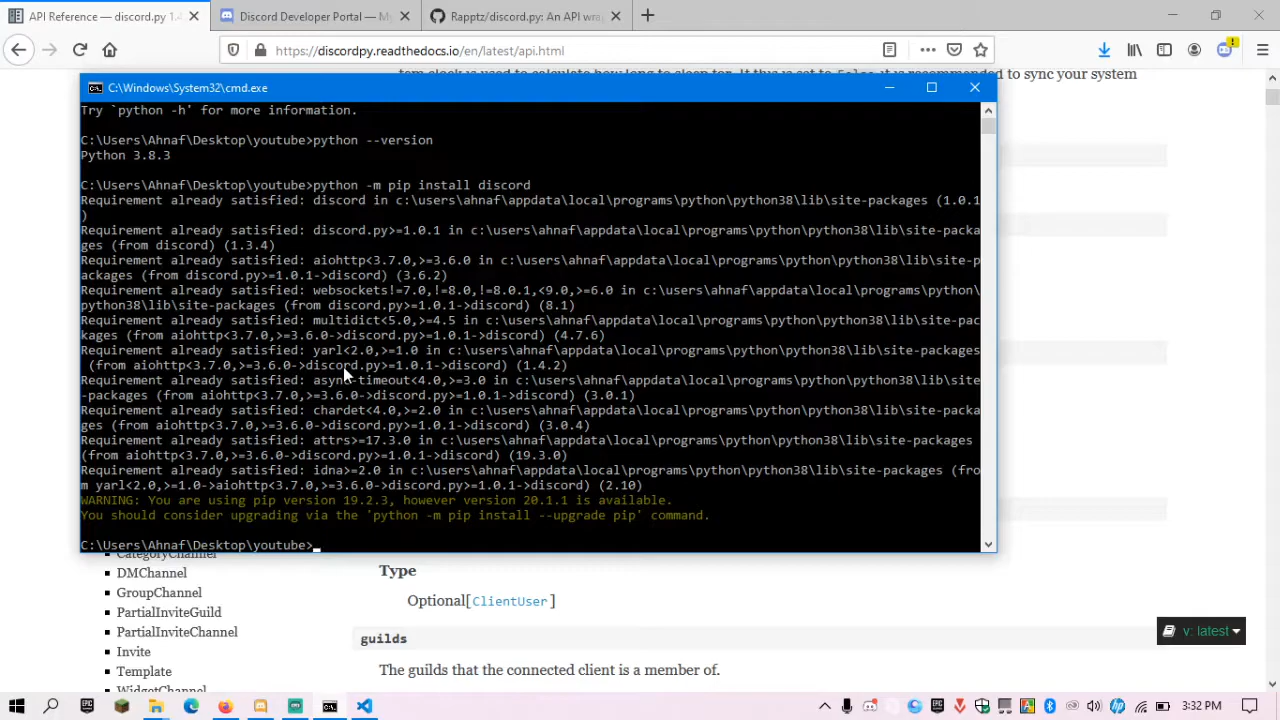 API Reference — discord.py 1.4
Discord Developer Portal — My
Rapptz/discord.py: An API wra
https://discordpy.readthedocs.io/en/latest/api.html
o sync your system
C:\Windows\System32\cmd.exe
Try `python -h' for more information.
C:\Users\Ahnaf\Desktop\youtube>python --version
Python 3.8.3
C:\Users\Ahnaf\Desktop\youtube>python -m pip install discord
Requirement already satisfied: discord in c:\users\ahnaf\appdata\local\programs\python\python38\lib\site-packages (1.0.1
)
Requirement already satisfied: discord.py>=1.0.1 in c:\users\ahnaf\appdata\local\programs\python\python38\lib\site-packa
ges (from discord) (1.3.4)
Requirement already satisfied: aiohttp<3.7.0,>=3.6.0 in c:\users\ahnaf\appdata\local\programs\python\python38\lib\site-p
ackages (from discord.py>=1.0.1->discord) (3.6.2)
Requirement already satisfied: websockets!=7.0,!=8.0,!=8.0.1,<9.0,>=6.0 in c:\users\ahnaf\appdata\local\programs\python\
python38\lib\site-packages (from discord.py>=1.0.1->discord) (8.1)
Requirement already satisfied: multidict<5.0,>=4.5 in c:\users\ahnaf\appdata\local\programs\python\python38\lib\site-pac
kages (from aiohttp<3.7.0,>=3.6.0->discord.py>=1.0.1->discord) (4.7.6)
Requirement already satisfied: yarl<2.0,>=1.0 in c:\users\ahnaf\appdata\local\programs\python\python38\lib\site-packages
(from aiohttp<3.7.0,>=3.6.0->discord.py>=1.0.1->discord) (1.4.2)
Requirement already satisfied: async-timeout<4.0,>=3.0 in c:\users\ahnaf\appdata\local\programs\python\python38\lib\site
-packages (from aiohttp<3.7.0,>=3.6.0->discord.py>=1.0.1->discord) (3.0.1)
Requirement already satisfied: chardet<4.0,>=2.0 in c:\users\ahnaf\appdata\local\programs\python\python38\lib\site-packa
ges (from aiohttp<3.7.0,>=3.6.0->discord.py>=1.0.1->discord) (3.0.4)
Requirement already satisfied: attrs>=17.3.0 in c:\users\ahnaf\appdata\local\programs\python\python38\lib\site-packages
(from aiohttp<3.7.0,>=3.6.0->discord.py>=1.0.1->discord) (19.3.0)
Requirement already satisfied: idna>=2.0 in c:\users\ahnaf\appdata\local\programs\python\python38\lib\site-packages (fro
m yarl<2.0,>=1.0->aiohttp<3.7.0,>=3.6.0->discord.py>=1.0.1->discord) (2.10)
WARNING: You are using pip version 19.2.3, however version 20.1.1 is available.
You should consider upgrading via the 'python -m pip install --upgrade pip' command.
C:\Users\Ahnaf\Desktop\youtube>
CategoryChannel
DMChannel
GroupChannel
PartialInviteGuild
PartialInviteChannel
Invite
Template
WidgetChannel
Type
Optional[ClientUser]
guilds
The guilds that the connected client is a member of.
v: latest
3:32 PM